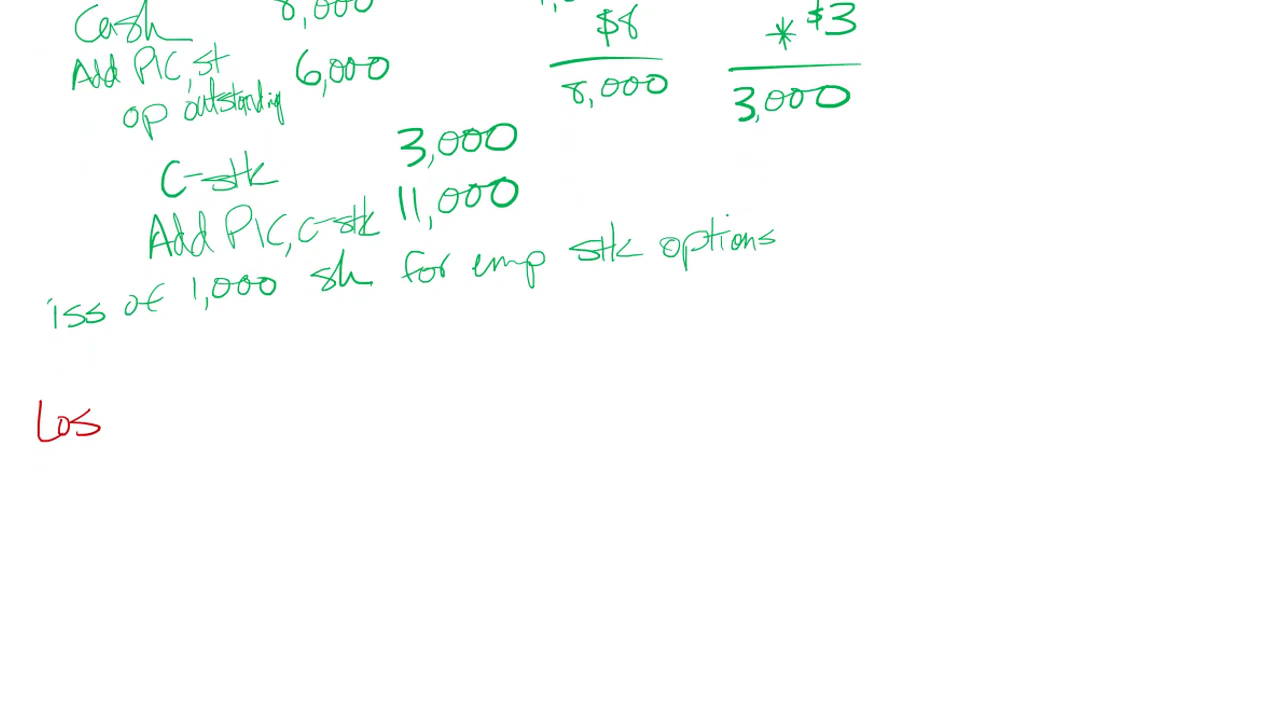 Cash 8,000 $8 * $3
Add PIC, st 6,000 8,000 3,000
op outstanding
C-stk 3,000
Add PIC, c-stk 11,000
iss of 1,000 sh for emp stk options
Los